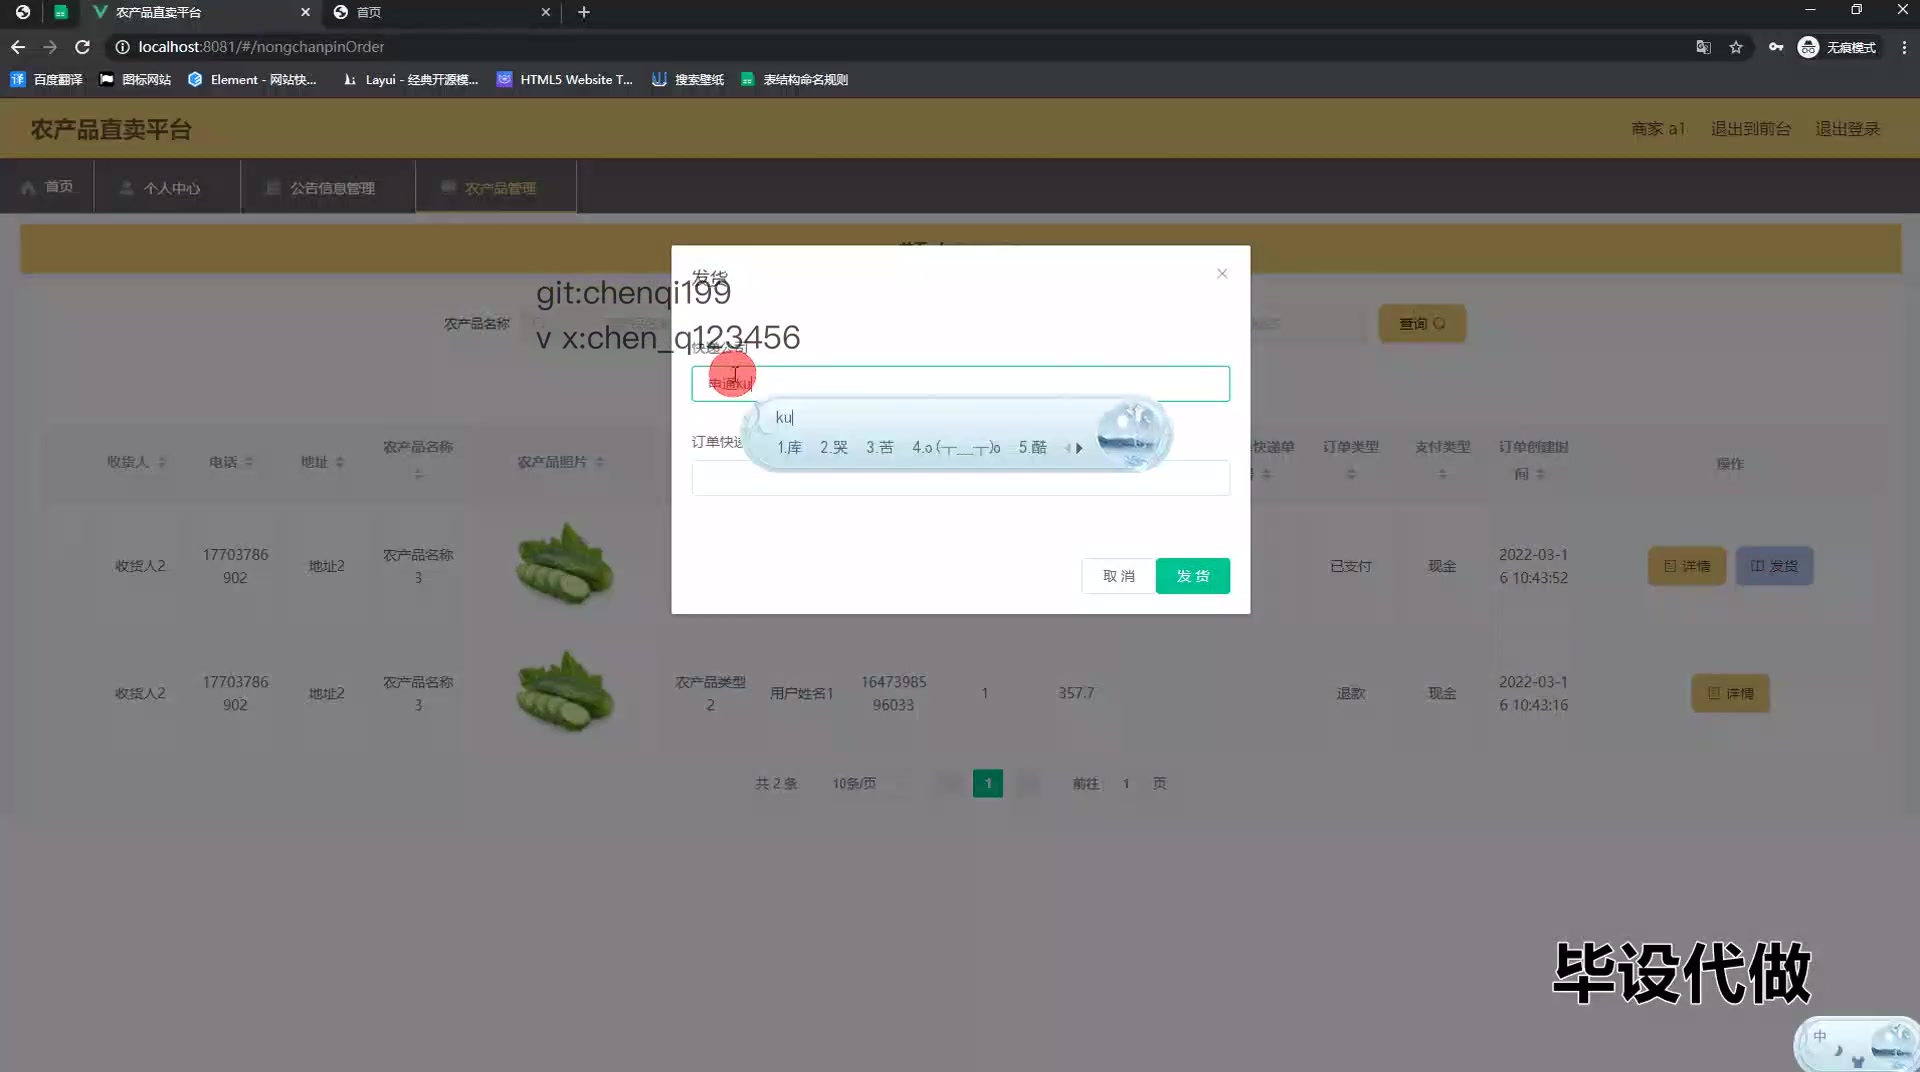 农产品直卖平台
首页
localhost:8081/#/nongchanpinOrder
无痕模式
百度翻译
图标网站
Element - 网站快...
Layui - 经典开源模...
HTML5 Website T...
搜索壁纸
表结构命名规则
农产品直卖平台
商家 a1
退出到前台
退出登录
首页
个人中心
公告信息管理
农产品管理
发货
git:chenqi199
v x:chen_q123456
农产品名称
查询
快递公司
申通ku
ku
1.库 2.哭 3.苦 4.o(┬﹏┬)o 5.酷
订单快递
收货人 电话 地址 农产品名称 农产品照片 快递单 订单类型 支付类型 订单创建时间 操作
收货人2 17703786902 地址2 农产品名称3 已支付 现金 2022-03-16 10:43:52 详情 发货
取消 发货
收货人2 17703786902 地址2 农产品名称3 农产品类型2 用户姓名1 1647398596033 1 357.7 退款 现金 2022-03-16 10:43:16 详情
共 2 条 10条/页 1 前往 1 页
毕设代做
中